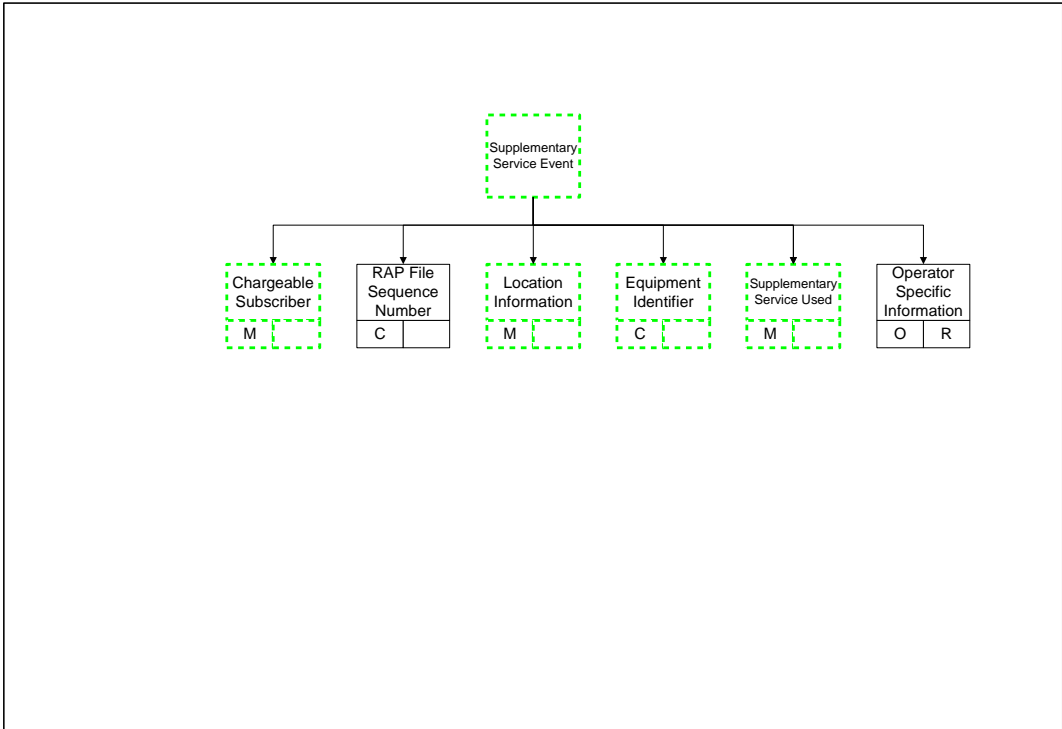 Supplementary
Service Event
Chargeable
Subscriber
M
RAP File
Sequence
Number
C
Location
Information
M
Equipment
Identifier
C
Supplementary
Service Used
M
Operator
Specific
Information
O R